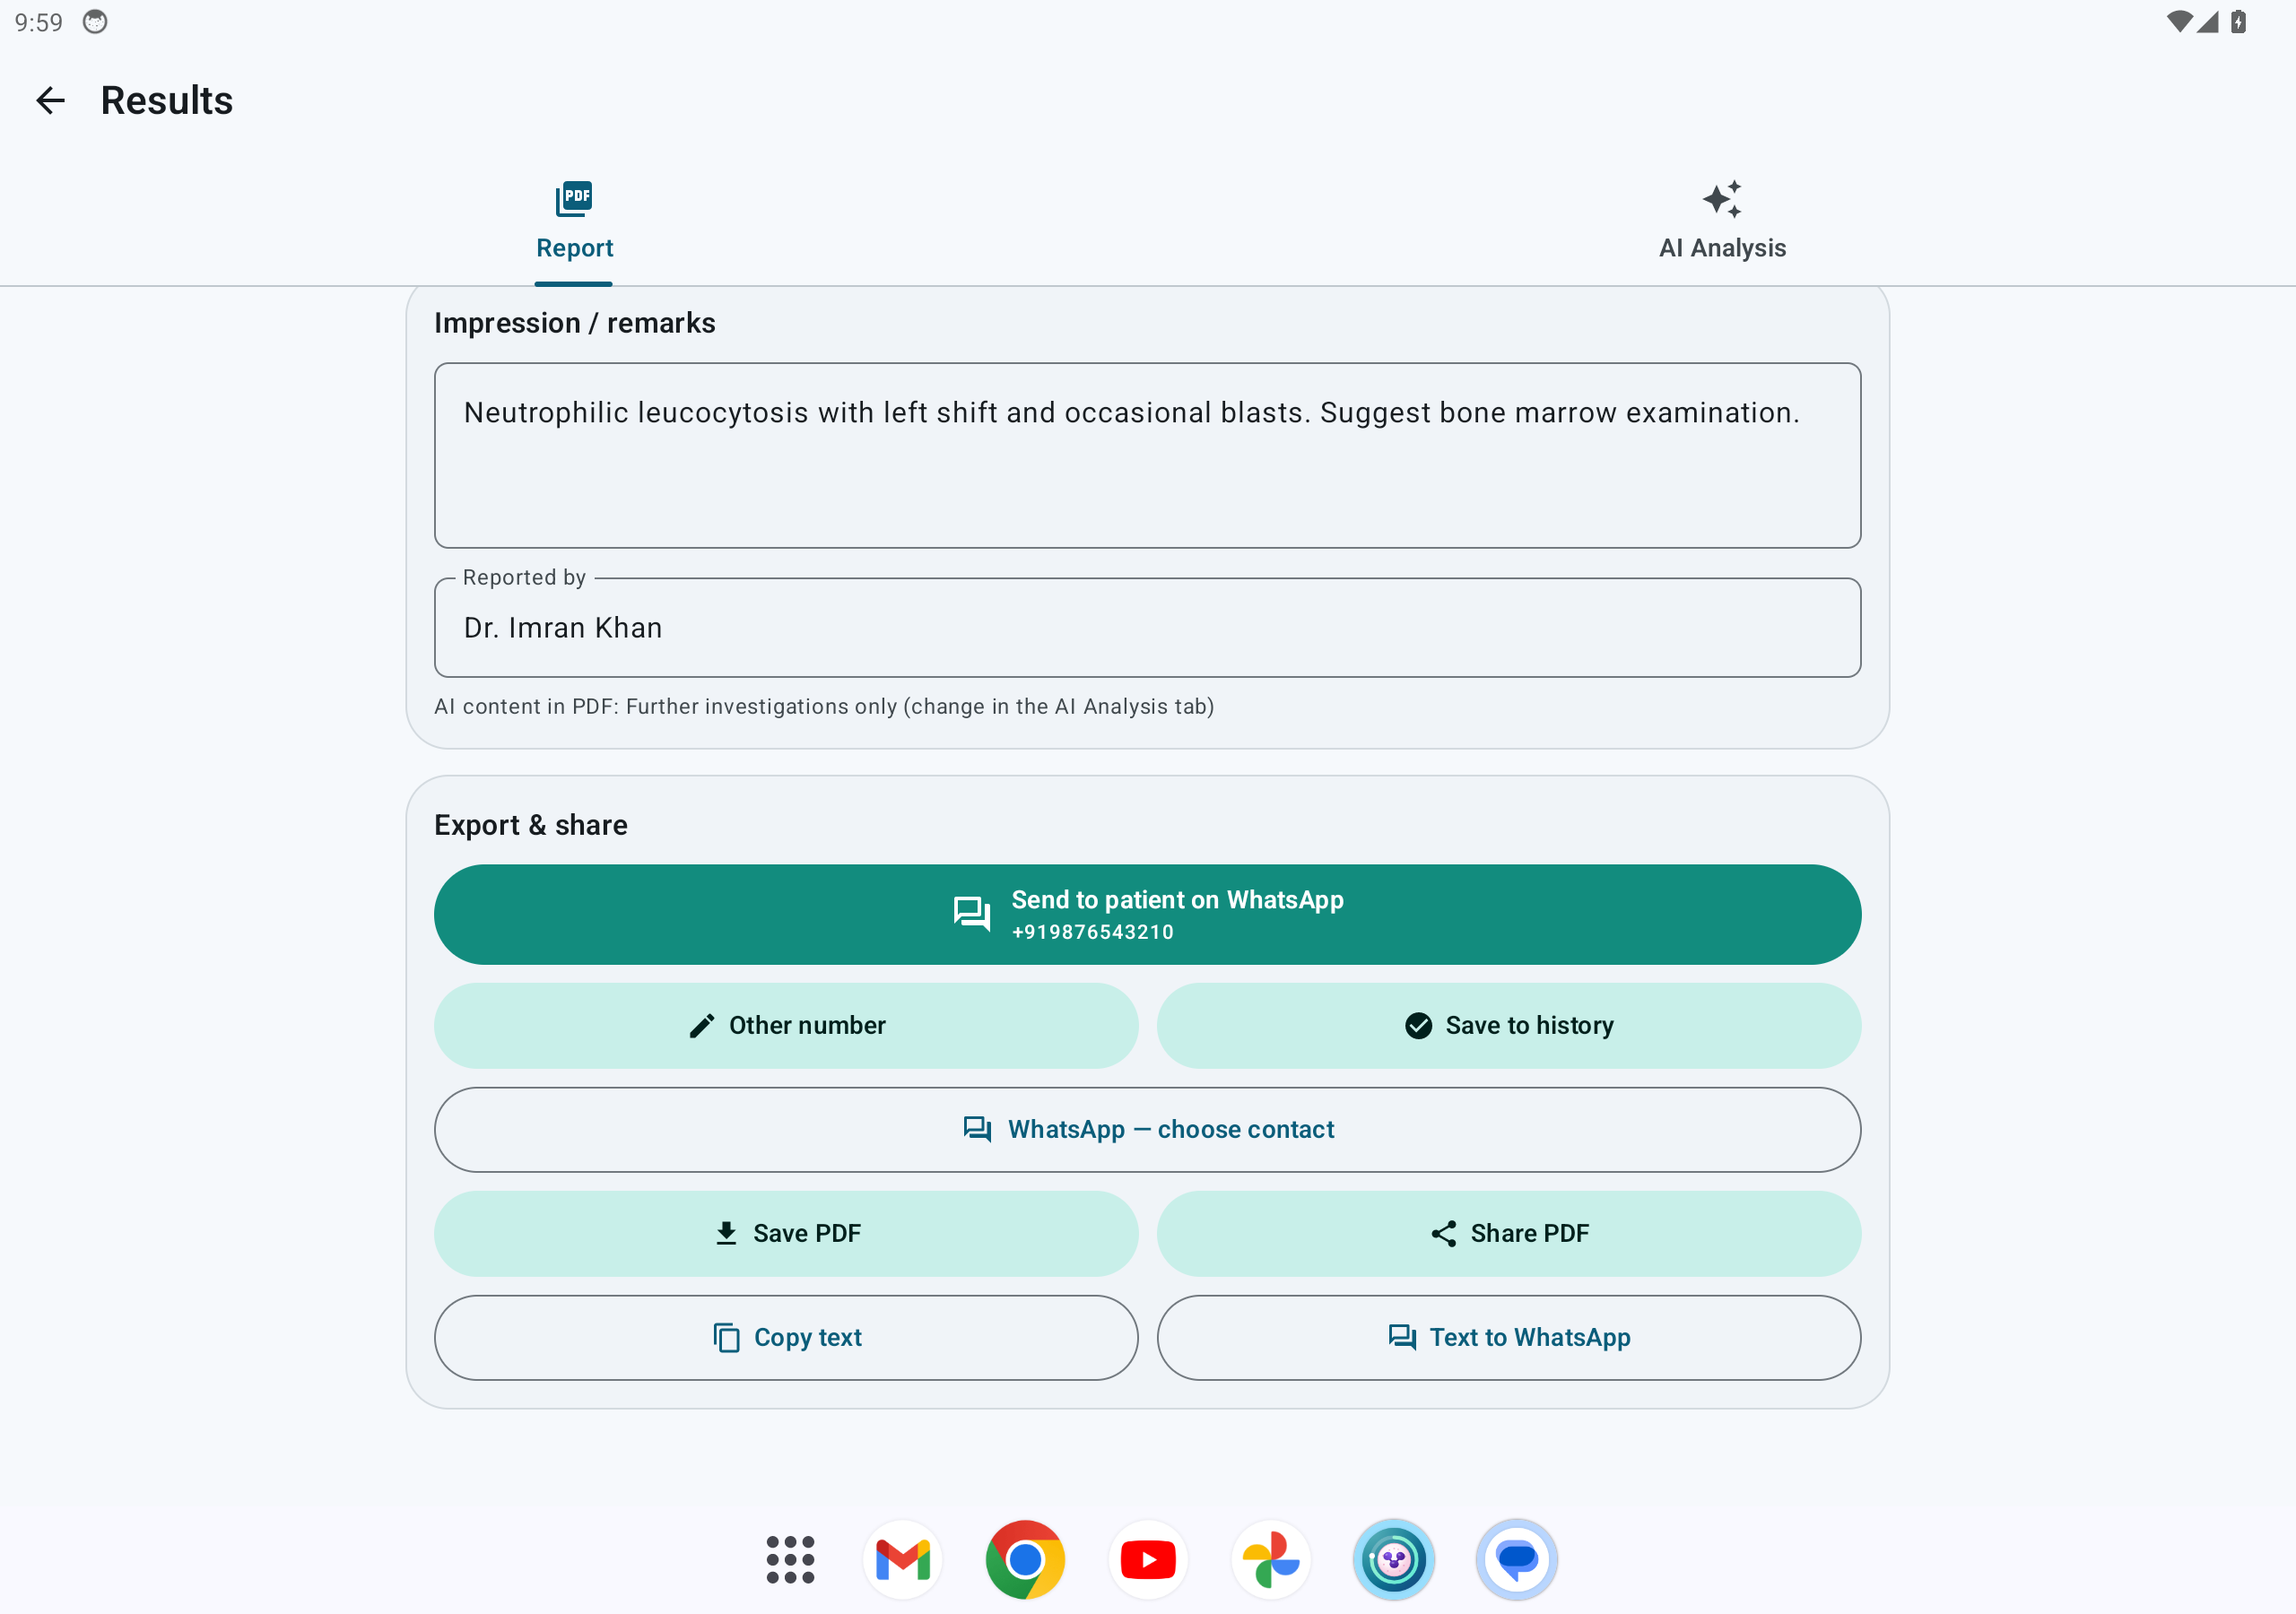 9:59
Results
PDF
Report
AI Analysis
Impression / remarks
Neutrophilic leucocytosis with left shift and occasional blasts. Suggest bone marrow examination.
Reported by
Dr. Imran Khan
AI content in PDF: Further investigations only (change in the AI Analysis tab)
Export & share
Send to patient on WhatsApp
+919876543210
Other number
Save to history
WhatsApp — choose contact
Save PDF
Share PDF
Copy text
Text to WhatsApp